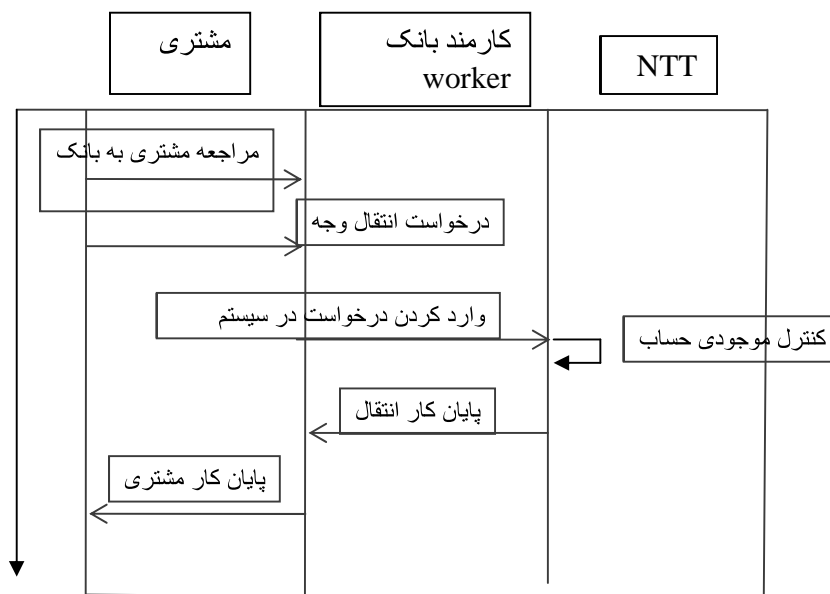 مشتری
کارمند بانک
worker
NTT
مراجعه مشتری به بانک
درخواست انتقال وجه
وارد کردن درخواست در سیستم
کنترل موجودی حساب
پایان کار انتقال
پایان کار مشتری